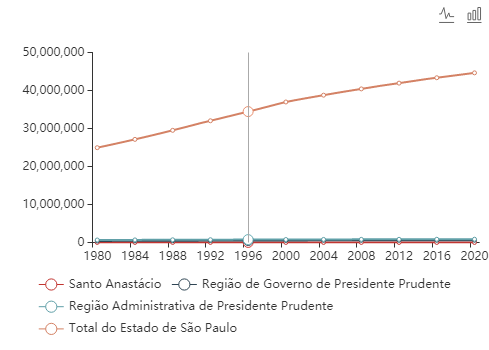 50,000,000
40,000,000
30,000,000
20,000,000
10,000,000
0
1980 1984 1988 1992 1996 2000 2004 2008 2012 2016 2020
Santo Anastácio Região de Governo de Presidente Prudente
Região Administrativa de Presidente Prudente
Total do Estado de São Paulo